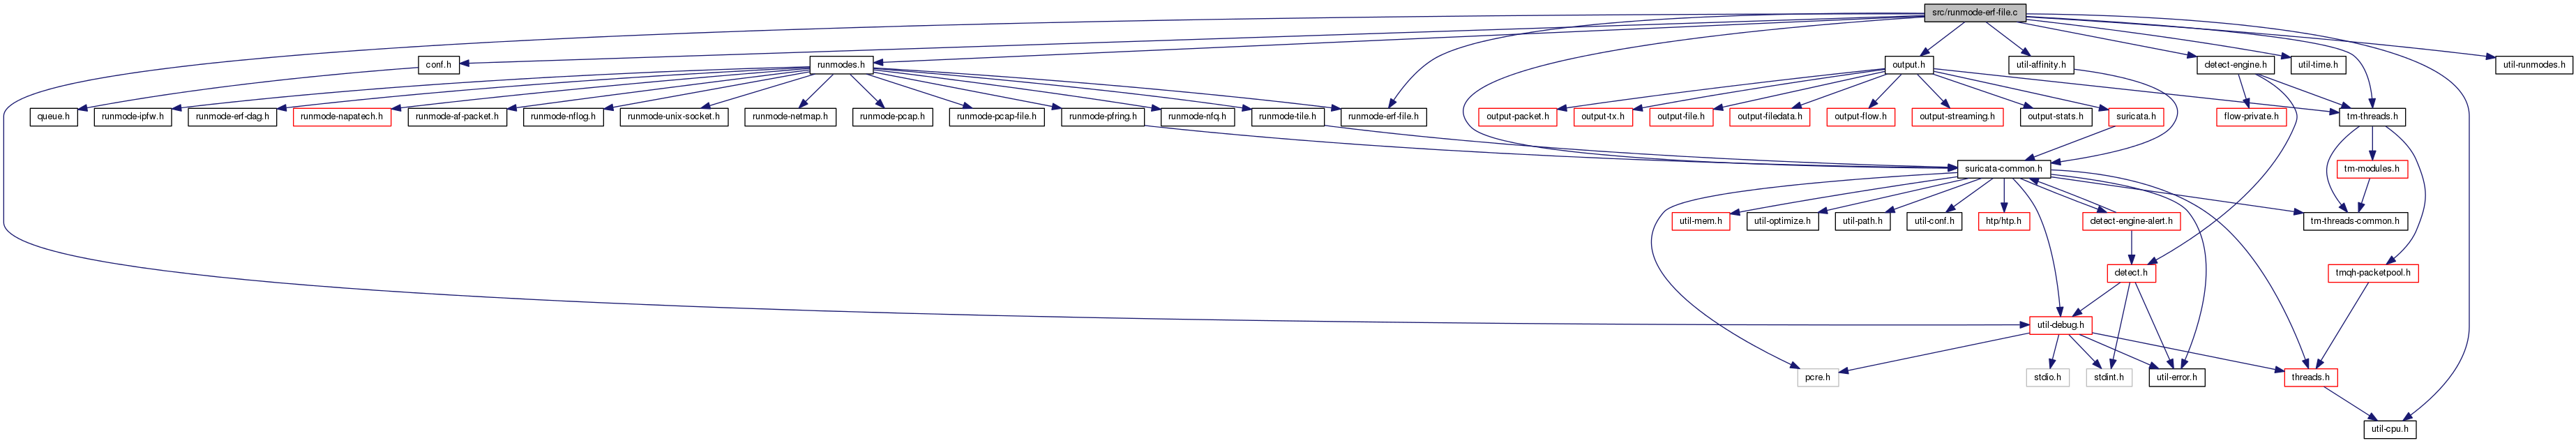 src/runmode-erf-file.c
conf.h
runmodes.h
output.h
util-affinity.h
detect-engine.h
util-time.h
util-runmodes.h
queue.h
runmode-ipfw.h
runmode-erf-dag.h
runmode-napatech.h
runmode-af-packet.h
runmode-nflog.h
runmode-unix-socket.h
runmode-netmap.h
runmode-pcap.h
runmode-pcap-file.h
runmode-pfring.h
runmode-nfq.h
runmode-tile.h
runmode-erf-file.h
output-packet.h
output-tx.h
output-file.h
output-filedata.h
output-flow.h
output-streaming.h
output-stats.h
suricata.h
flow-private.h
tm-threads.h
suricata-common.h
tm-modules.h
util-mem.h
util-optimize.h
util-path.h
util-conf.h
htp/htp.h
detect-engine-alert.h
tm-threads-common.h
detect.h
tmqh-packetpool.h
util-debug.h
pcre.h
stdio.h
stdint.h
util-error.h
threads.h
util-cpu.h